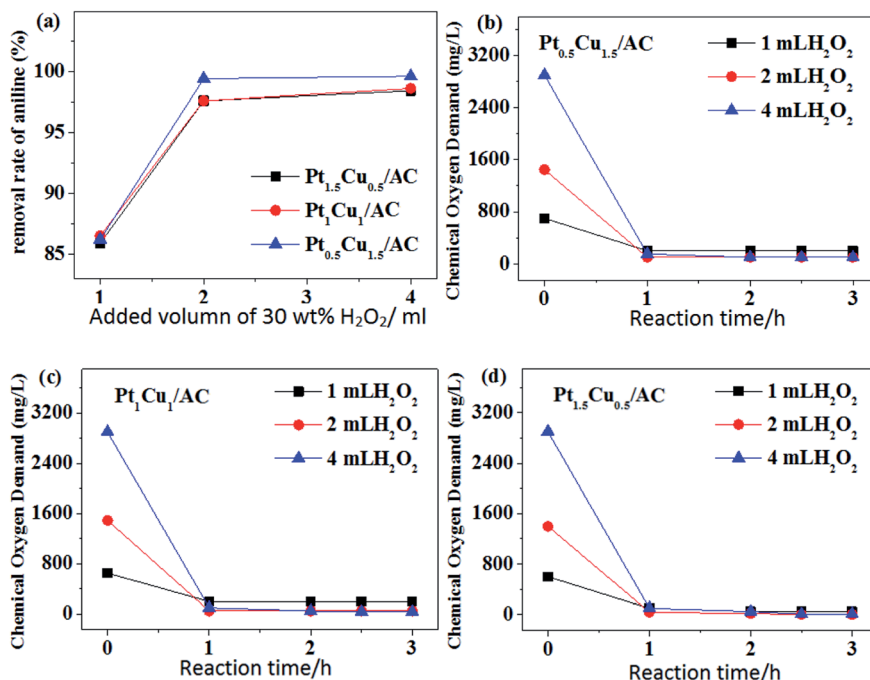 (a)
removal rate of aniline (%)
100
95
90
85
Pt1.5Cu0.5/AC
Pt1Cu1/AC
Pt0.5Cu1.5/AC
1 2 3 4
Added volumn of 30 wt% H2O2/ ml
(b)
Pt0.5Cu1.5/AC
Chemical Oxygen Demand (mg/L)
3200
2400
1600
800
0
1 mLH2O2
2 mLH2O2
4 mLH2O2
0 1 2 3
Reaction time/h
(c)
Pt1Cu1/AC
Chemical Oxygen Demand (mg/L)
3200
2400
1600
800
0
1 mLH2O2
2 mLH2O2
4 mLH2O2
0 1 2 3
Reaction time/h
(d)
Pt1.5Cu0.5/AC
Chemical Oxygen Demand (mg/L)
3200
2400
1600
800
0
1 mLH2O2
2 mLH2O2
4 mLH2O2
0 1 2 3
Reaction time/h